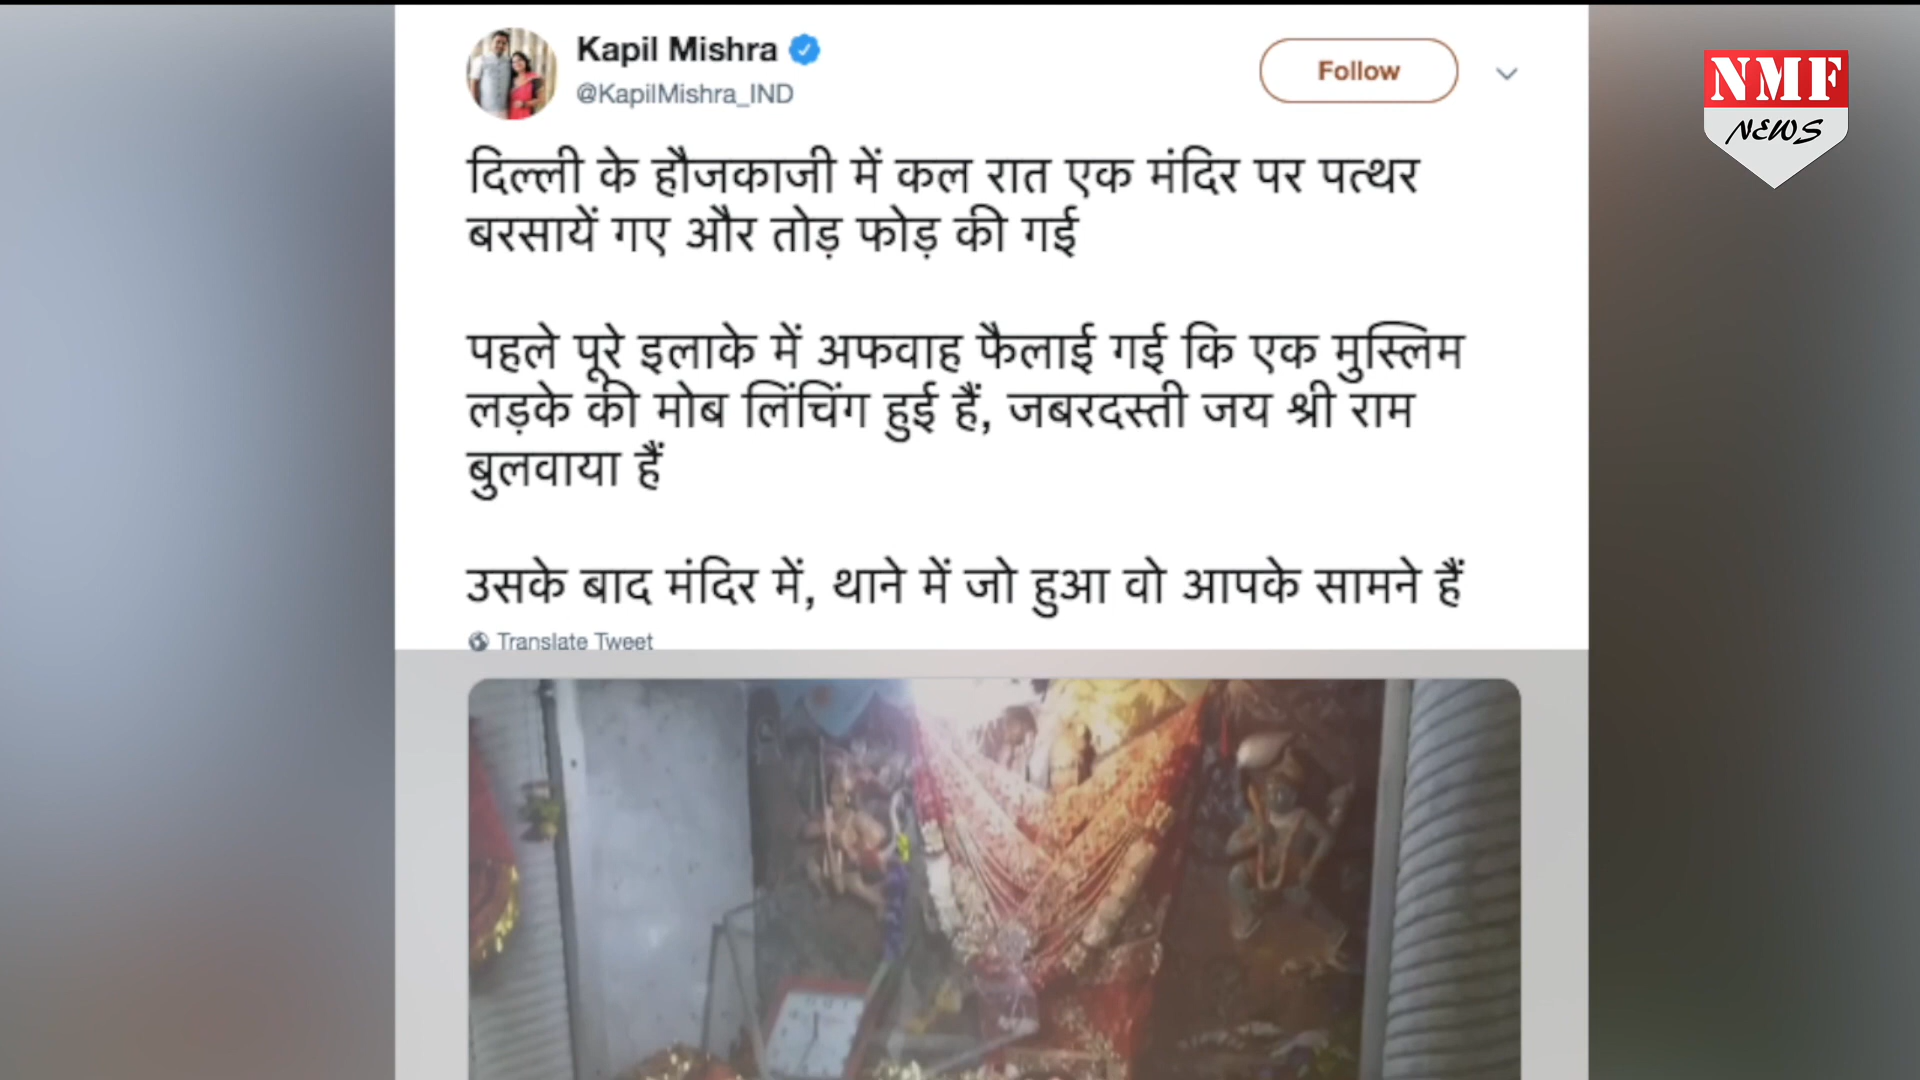 Kapil Mishra
@KapilMishra_IND
Follow
NMF
NEWS
दिल्ली के हौजकाजी में कल रात एक मंदिर पर पत्थर
बरसायें गए और तोड़ फोड़ की गई
पहले पूरे इलाके में अफवाह फैलाई गई कि एक मुस्लिम
लड़के की मोब लिंचिंग हुई हैं, जबरदस्ती जय श्री राम
बुलवाया हैं
उसके बाद मंदिर में, थाने में जो हुआ वो आपके सामने हैं
Translate Tweet